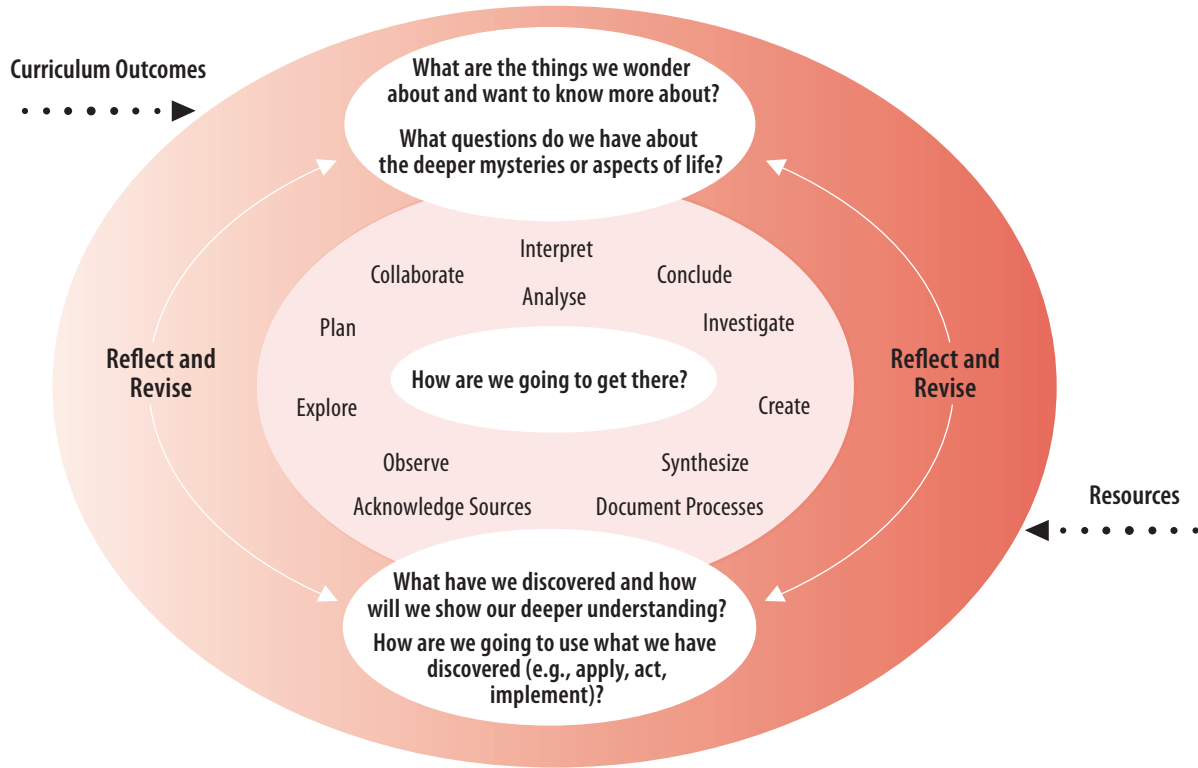 Curriculum Outcomes
What are the things we wonder
about and want to know more about?
What questions do we have about
the deeper mysteries or aspects of life?
Interpret
Collaborate
Conclude
Analyse
Plan
Investigate
Reflect and
Revise
How are we going to get there?
Reflect and
Revise
Explore
Create
Observe
Synthesize
Acknowledge Sources
Document Processes
Resources
What have we discovered and how
will we show our deeper understanding?
How are we going to use what we have
discovered (e.g., apply, act,
implement)?